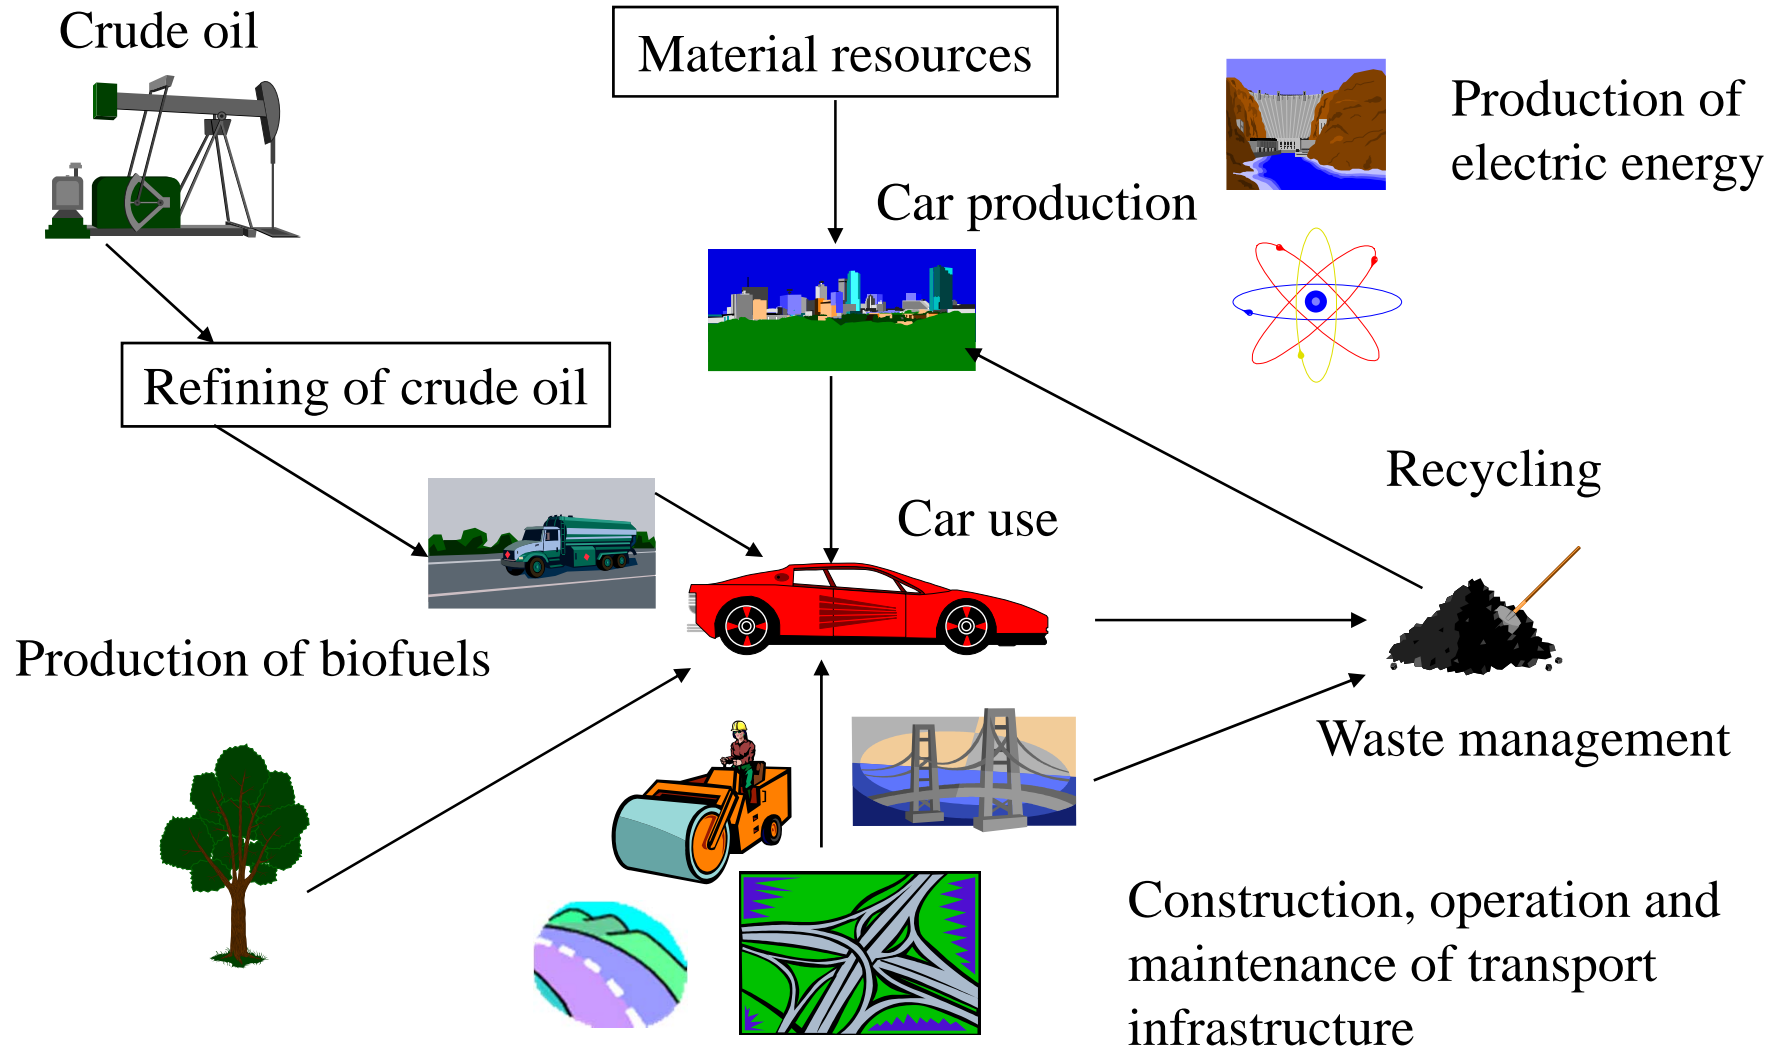 Crude oil
Material resources
Production of
electric energy
Car production
Refining of crude oil
Recycling
Car use
Production of biofuels
Waste management
Construction, operation and
maintenance of transport
infrastructure